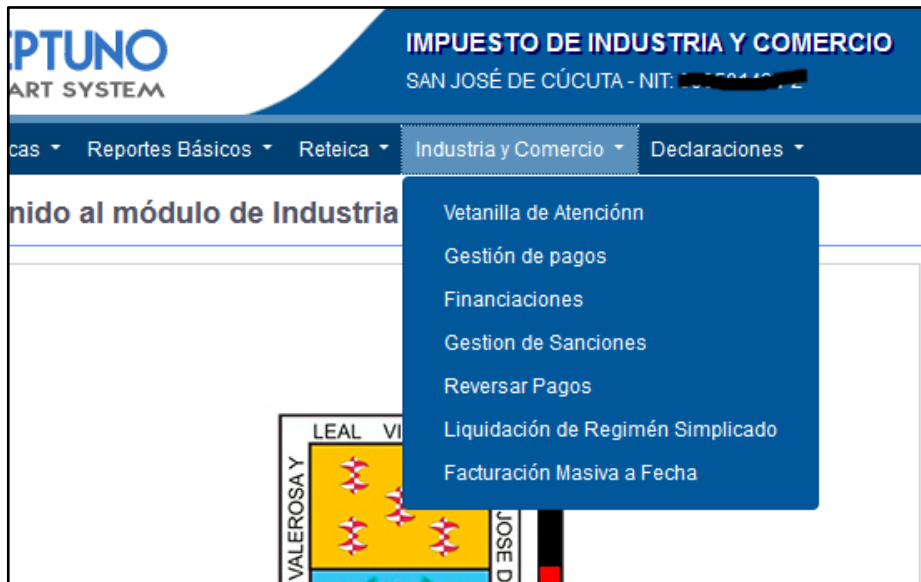 EPTUNO
ART SYSTEM
IMPUESTO DE INDUSTRIA Y COMERCIO
SAN JOSÉ DE CÚCUTA - NIT:
cas Reportes Básicos Reteica Industria y Comercio Declaraciones
nido al módulo de Industria
Vetanilla de Atenciónn
Gestión de pagos
Financiaciones
Gestion de Sanciones
Reversar Pagos
Liquidación de Regimén Simplicado
Facturación Masiva a Fecha
LEAL VI
VALEROSA Y
JOSE D